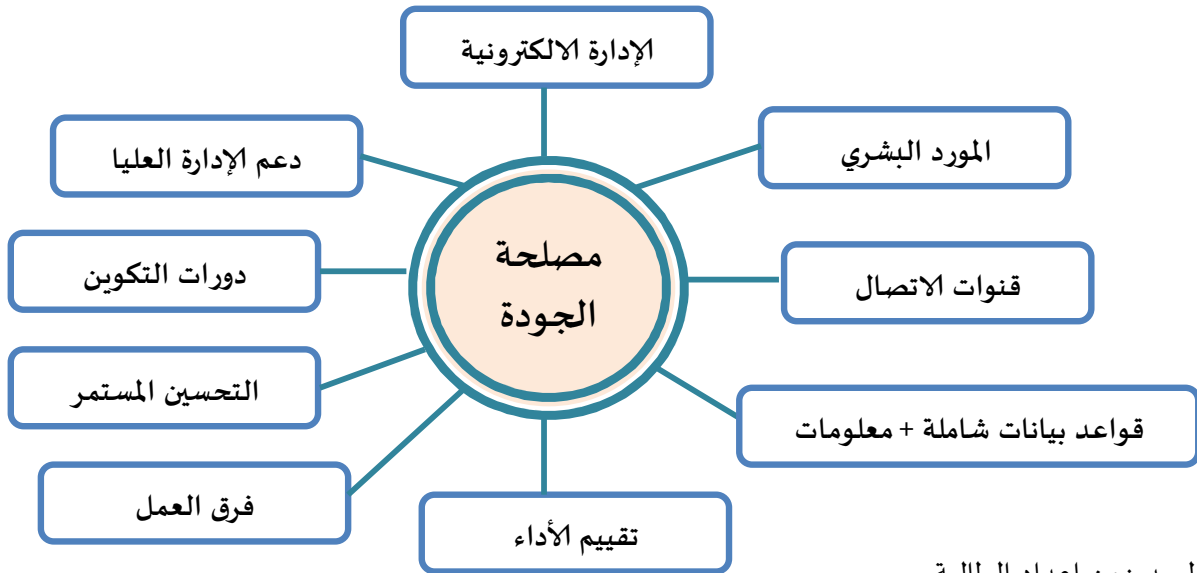 الإدارة الالكترونية
المورد البشري
دعم الإدارة العليا
مصلحة
الجودة
قنوات الاتصال
دورات التكوين
التحسين المستمر
قواعد بيانات شاملة + معلومات
فرق العمل
تقييم الأداء